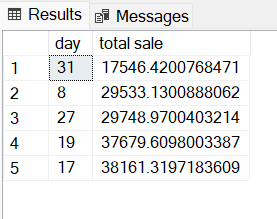 Results Messages
day total sale
1 31 17546.4200768471
2 8 29533.1300888062
3 27 29748.9700403214
4 19 37679.6098003387
5 17 38161.3197183609